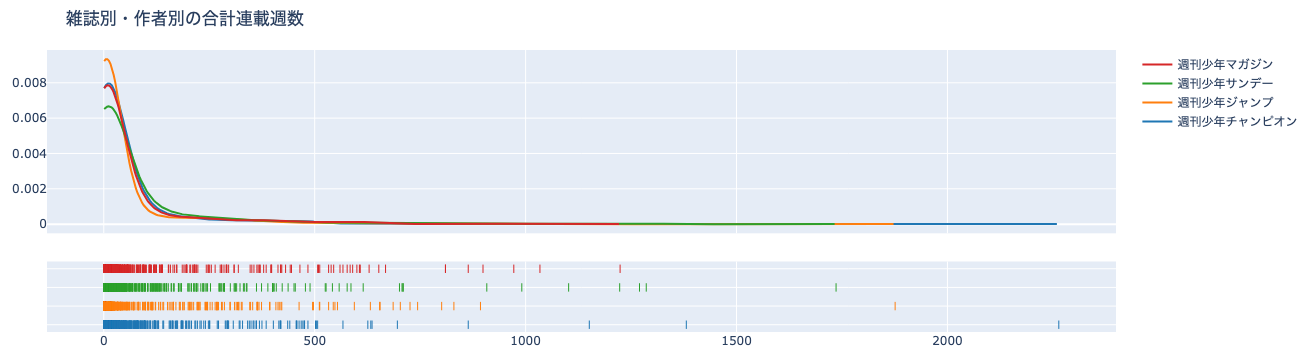 雑誌別・作者別の合計連載週数
0.008
0.006
0.004
0.002
0
週刊少年マガジン
週刊少年サンデー
週刊少年ジャンプ
週刊少年チャンピオン
0 500 1000 1500 2000